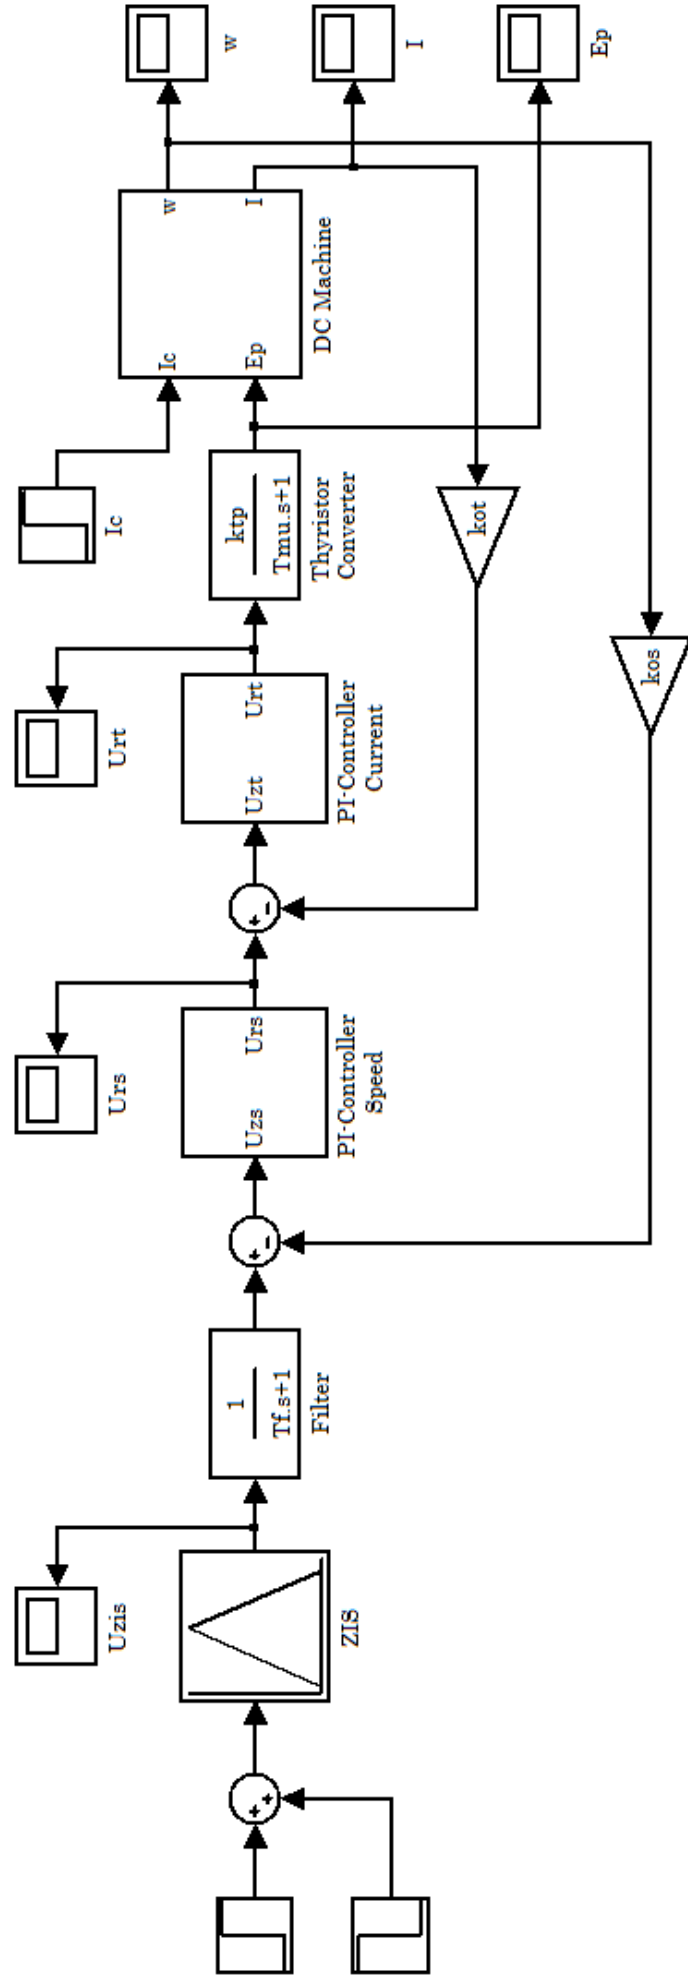 Uzis
ZIS
1
Tf.s+1
Filter
Uzs
Urs
PI-Controller
Speed
Urs
Uzt
Urt
PI-Controller
Current
Urt
ktp
Tmu.s+1
Thyristor
Converter
Ic
Ic
Ep
w
I
DC Machine
kot
kos
w
I
Ep